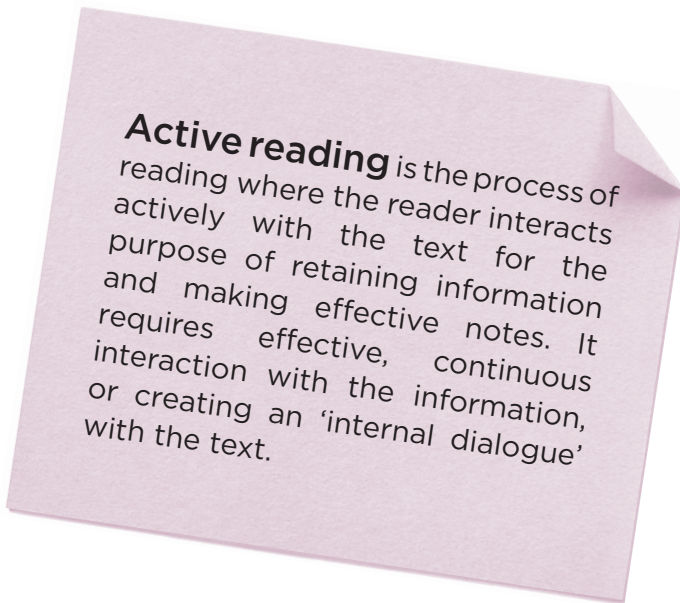 Active reading is the process of
reading where the reader interacts
actively with the text for the
purpose of retaining information
and making effective notes. It
requires effective, continuous
interaction with the information,
or creating an ‘internal dialogue’
with the text.